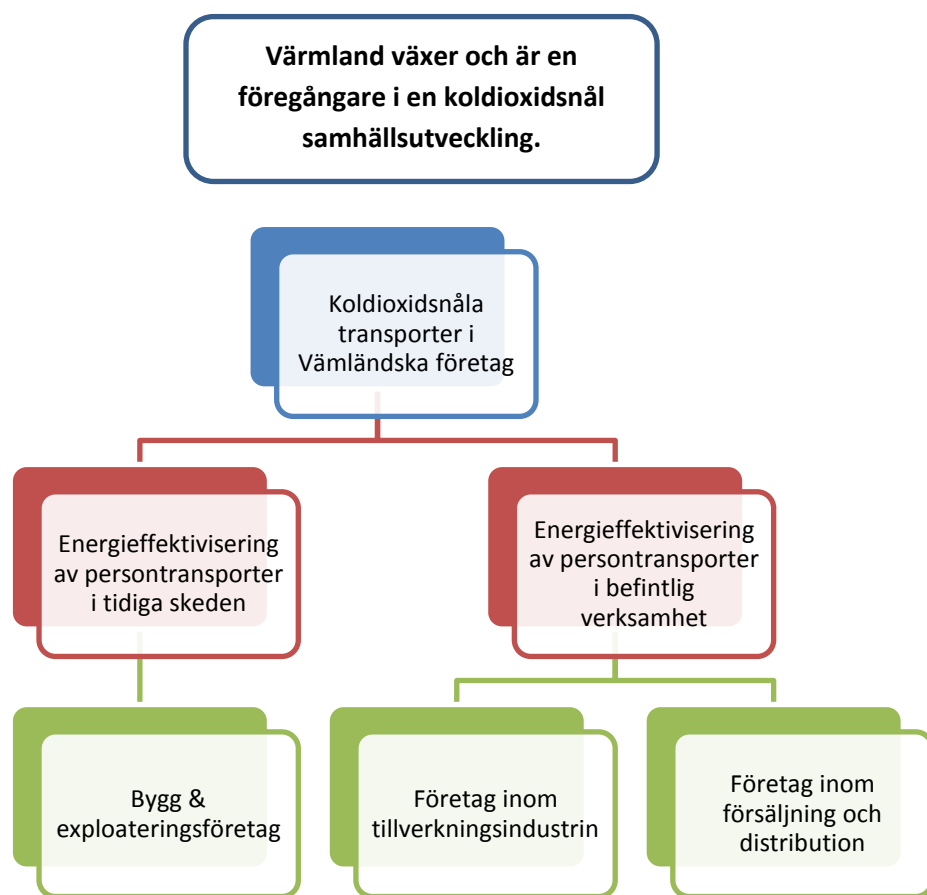 Värmland växer och är en
föregångare i en koldioxidsnål
samhällsutveckling.
Koldioxidsnåla
transporter i
Vämländska företag
Energieffektivisering
av persontransporter
i tidiga skeden
Energieffektivisering
av persontransporter
i befintlig
verksamhet
Bygg &
exploateringsföretag
Företag inom
tillverkningsindustrin
Företag inom
försäljning och
distribution